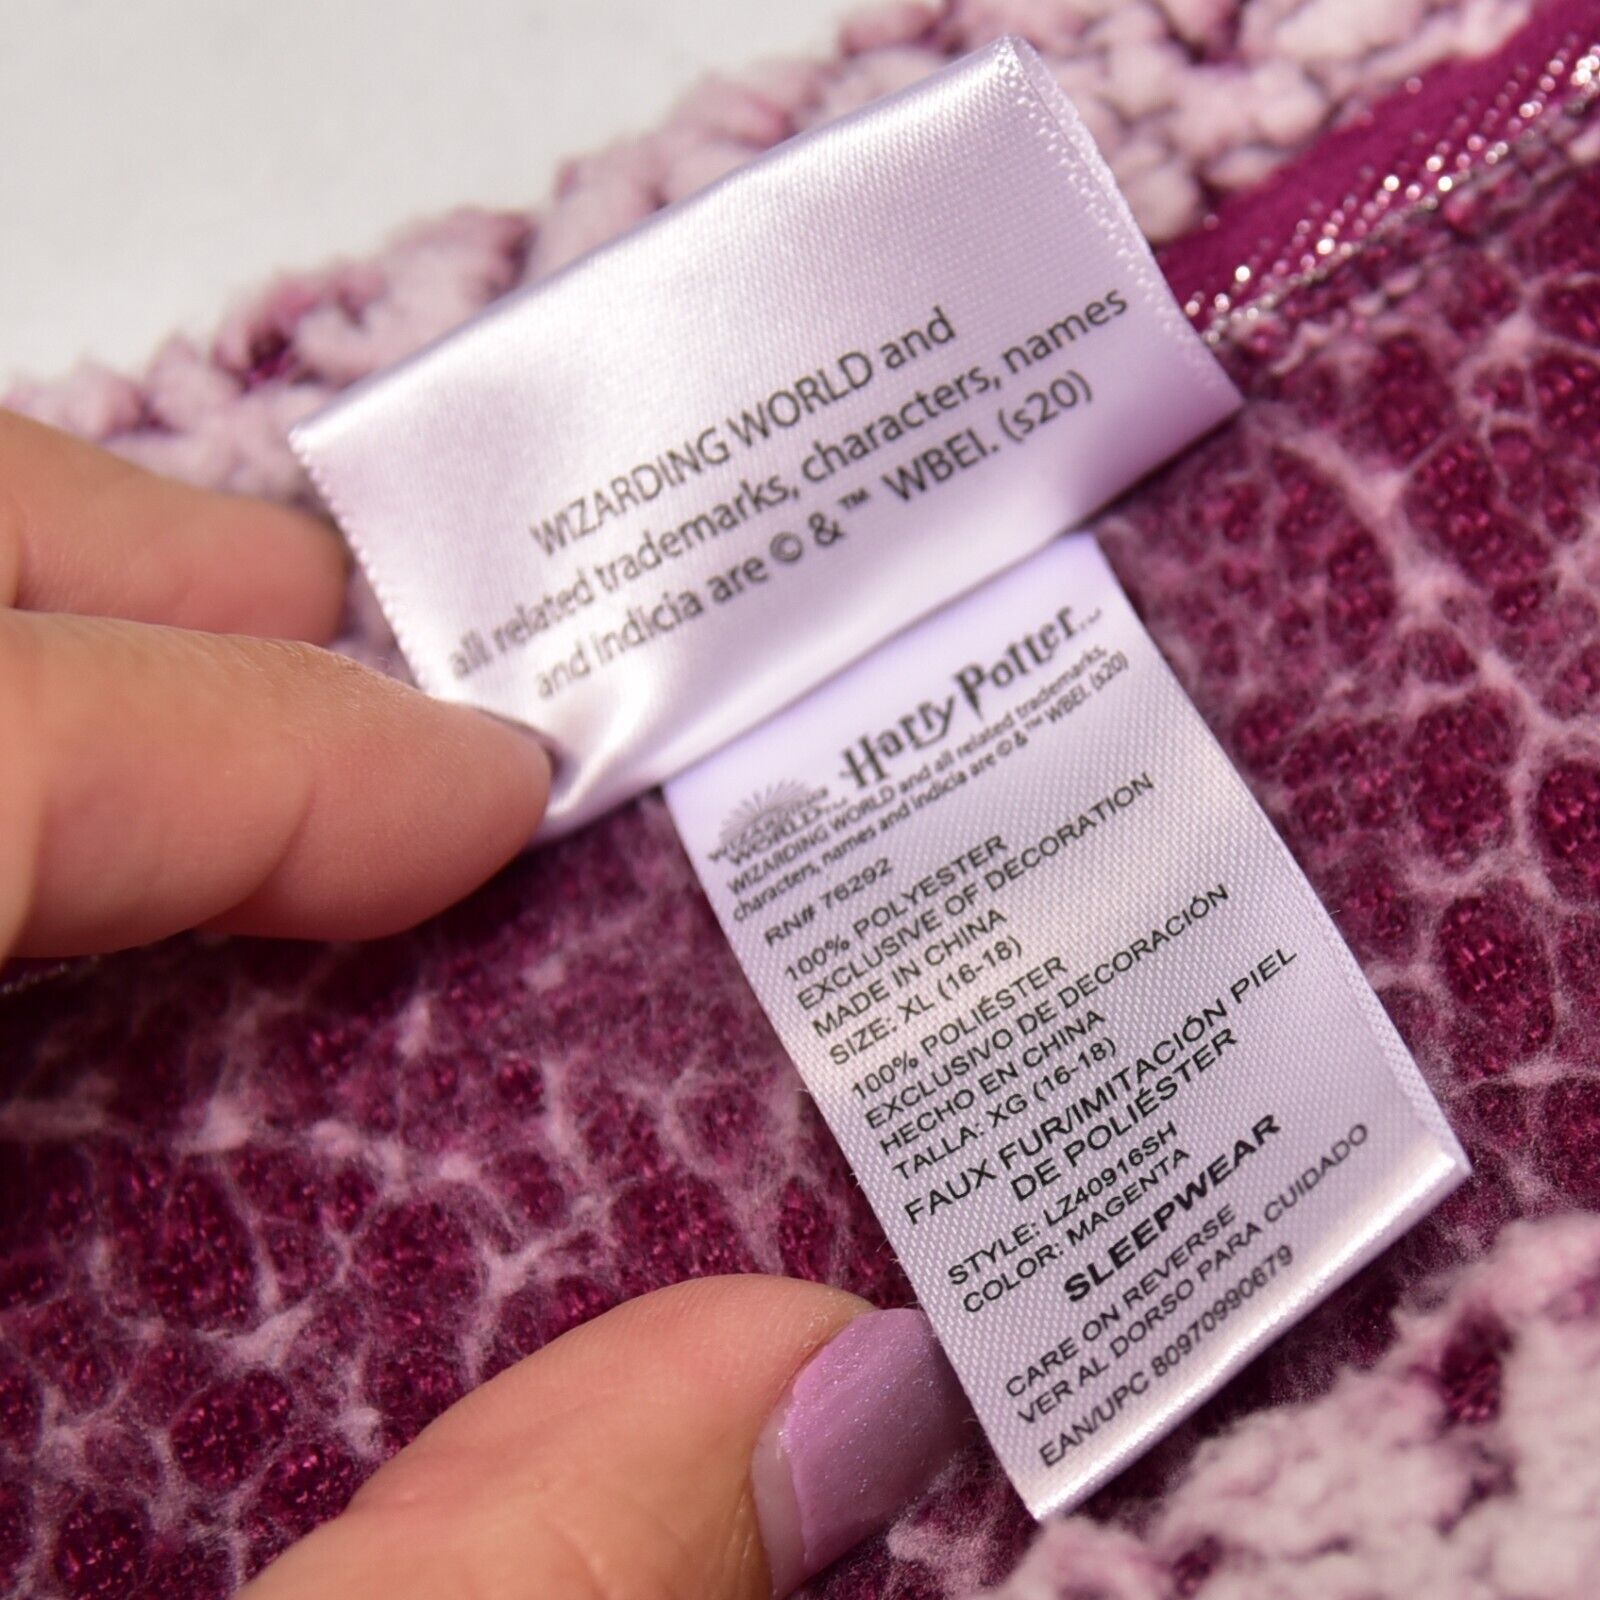 WIZARDING WORLD and
all related trademarks, characters, names
and indicia are © & ™ WBEI. (s20)
WIZARDING
WORLD™
Harry Potter™
WIZARDING WORLD and all related trademarks,
characters, names and indicia are © & ™ WBEI. (s20)
RN# 76292
100% POLYESTER
EXCLUSIVE OF DECORATION
MADE IN CHINA
SIZE: XL (16-18)
100% POLIÉSTER
EXCLUSIVO DE DECORACIÓN
HECHO EN CHINA
TALLA: XG (16-18)
FAUX FUR/IMITACIÓN PIEL
DE POLIÉSTER
STYLE: LZ40916SH
COLOR: MAGENTA
SLEEPWEAR
CARE ON REVERSE
VER AL DORSO PARA CUIDADO
EAN/UPC 80970990679